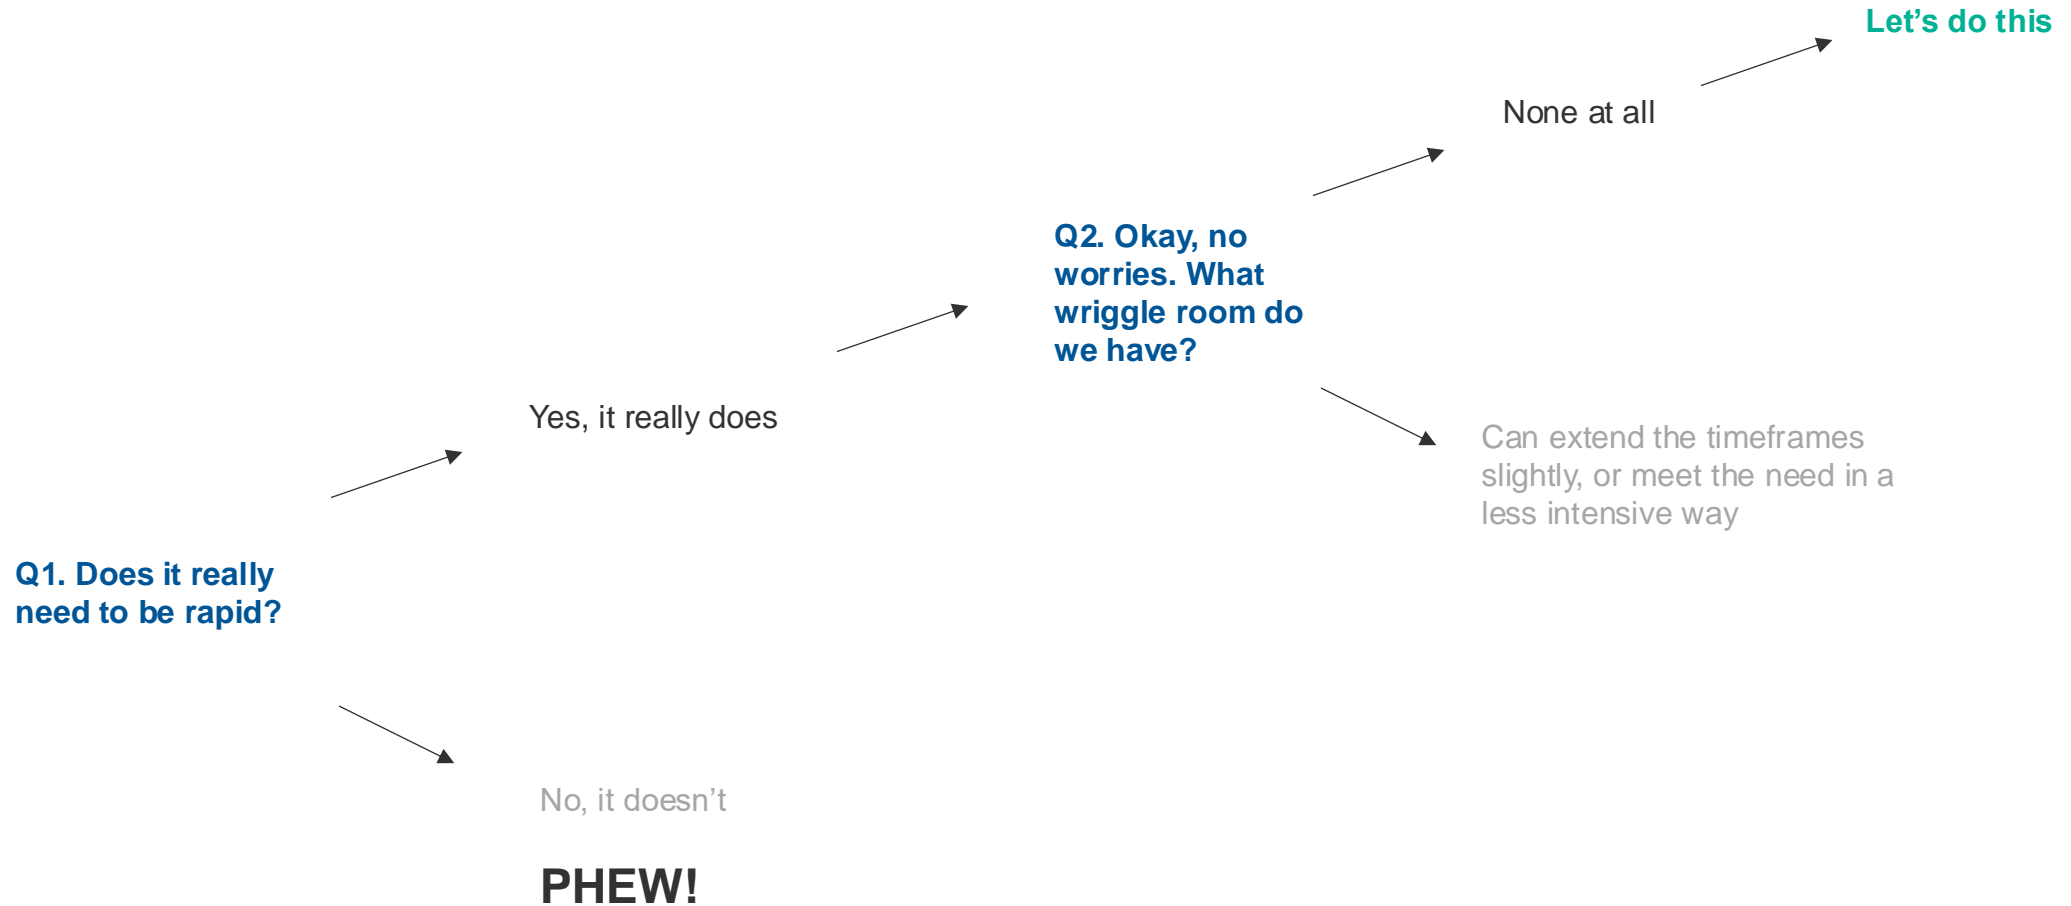 Let’s do this
None at all
Q2. Okay, no
worries. What
wriggle room do
we have?
Yes, it really does
Can extend the timeframes
slightly, or meet the need in a
less intensive way
Q1. Does it really
need to be rapid?
No, it doesn’t
PHEW!